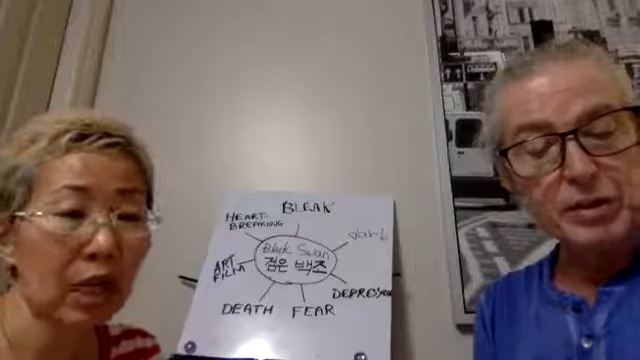 BLEAK
HEART-
BREAKING
dark
Black Swan
검은 백조
ART
FILM
DEPRESSION
DEATH
FEAR